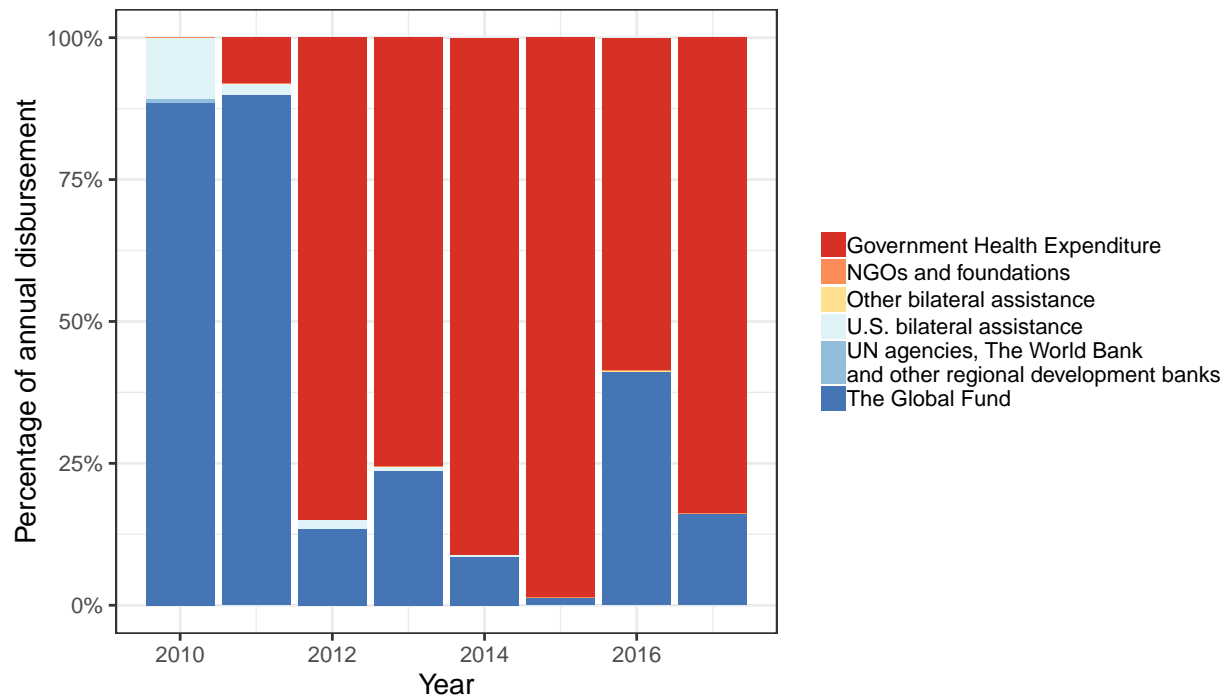 Percentage of annual disbursement
100%
75%
50%
25%
0%
2010
2012
2014
2016
Year
Government Health Expenditure
NGOs and foundations
Other bilateral assistance
U.S. bilateral assistance
UN agencies, The World Bank
and other regional development banks
The Global Fund